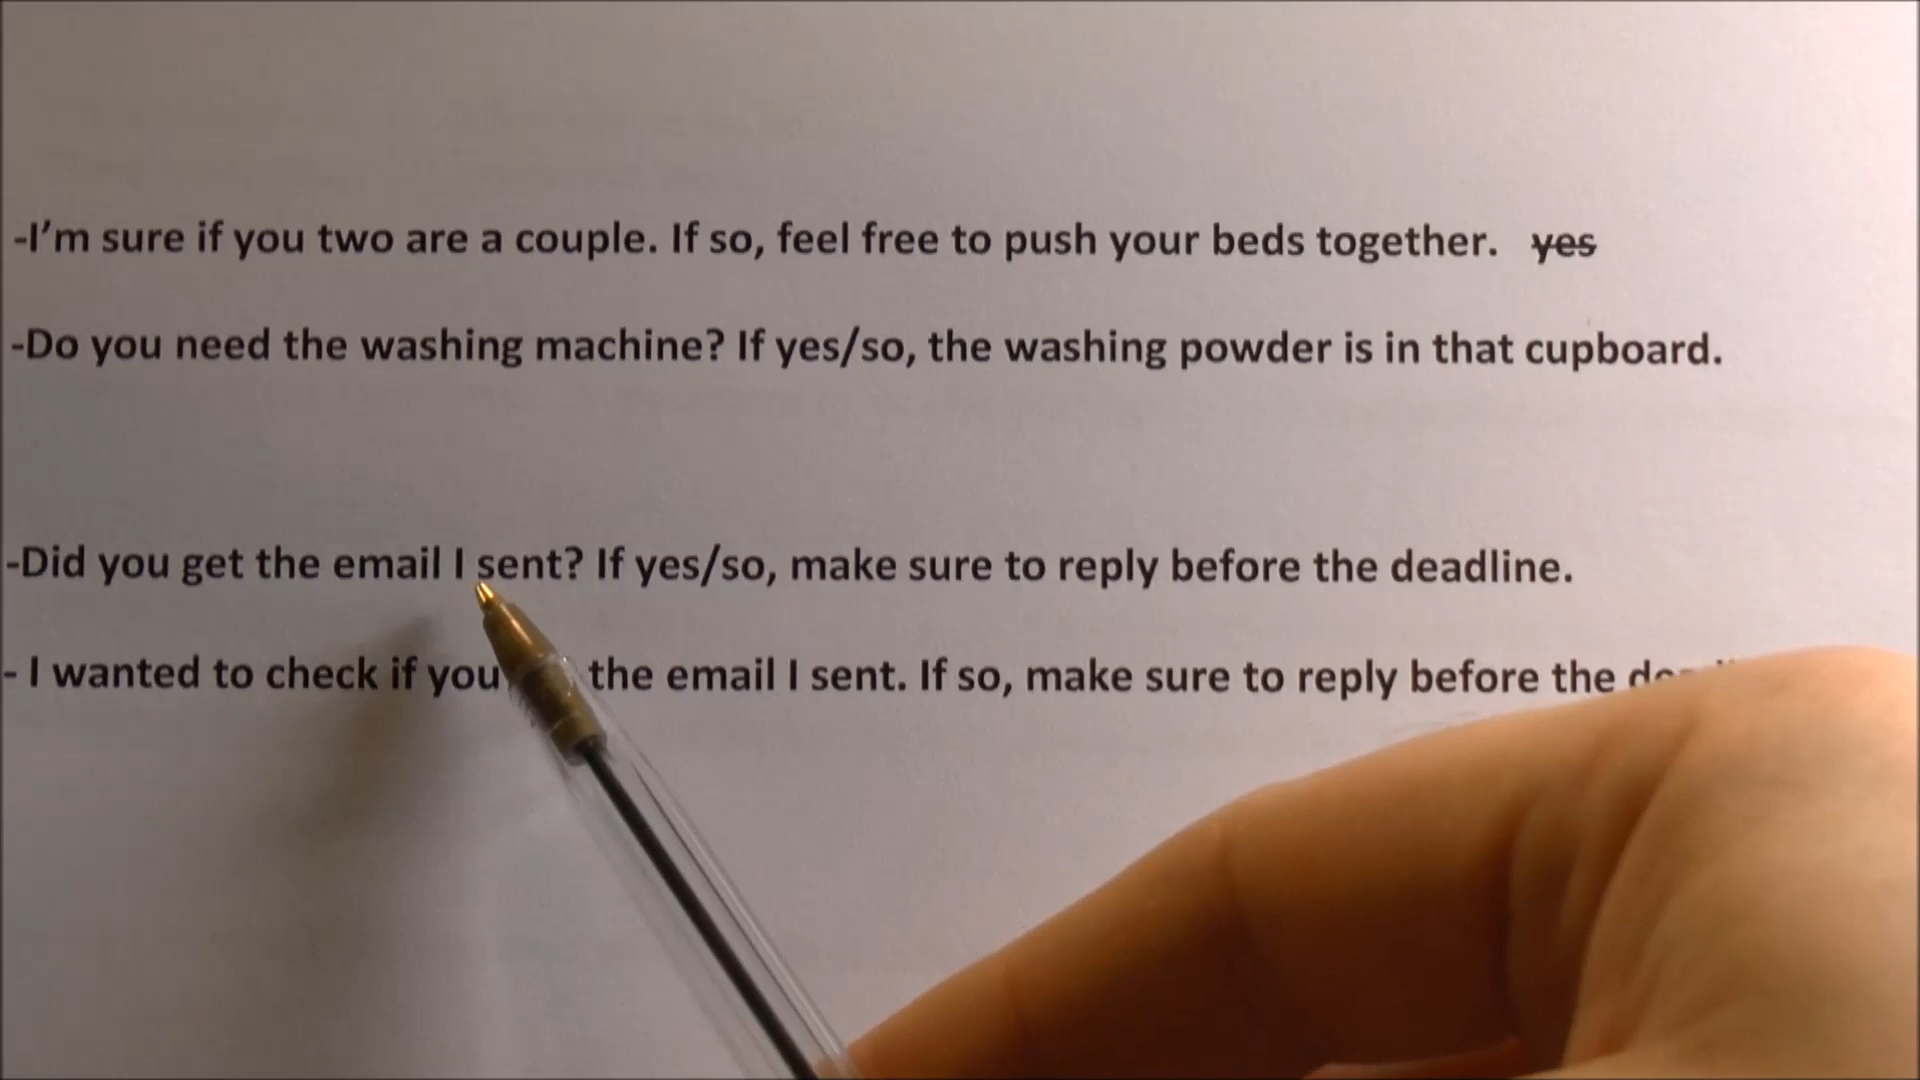 -I'm sure if you two are a couple. If so, feel free to push your beds together. yes
-Do you need the washing machine? If yes/so, the washing powder is in that cupboard.
-Did you get the email I sent? If yes/so, make sure to reply before the deadline.
- I wanted to check if you the email I sent. If so, make sure to reply before the